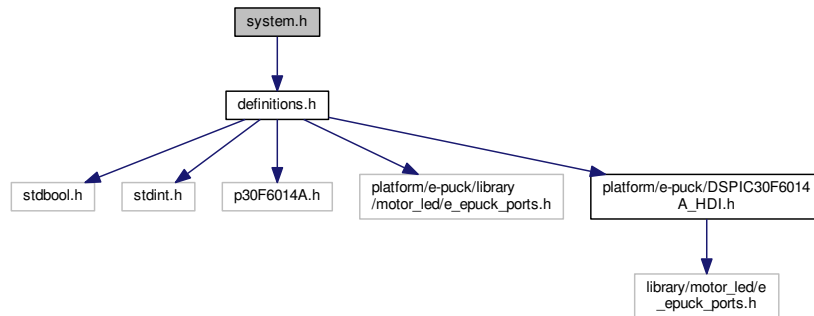 system.h
definitions.h
stdbool.h
stdint.h
p30F6014A.h
platform/e-puck/library
/motor_led/e_epuck_ports.h
platform/e-puck/DSPIC30F6014
A_HDI.h
library/motor_led/e
_epuck_ports.h